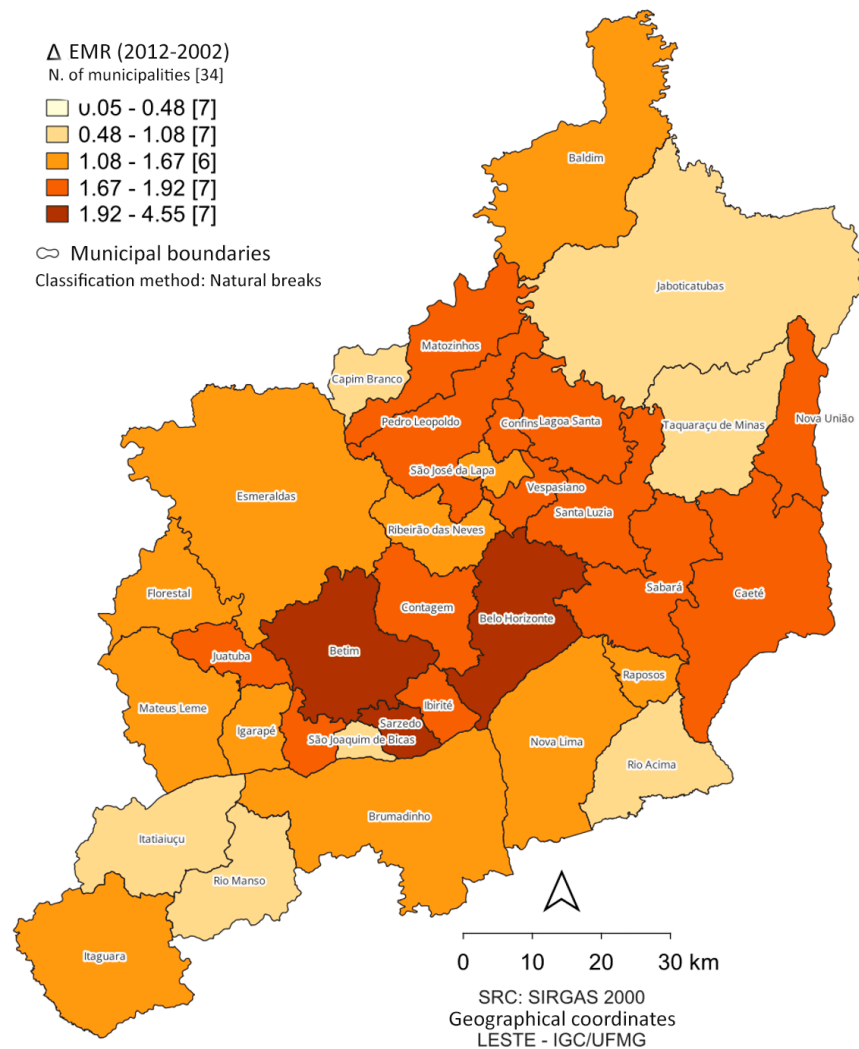 Δ EMR (2012-2002)
N. of municipalities [34]
0.05 - 0.48 [7]
0.48 - 1.08 [7]
1.08 - 1.67 [6]
1.67 - 1.92 [7]
1.92 - 4.55 [7]
Municipal boundaries
Classification method: Natural breaks
Baldim
Jaboticatubas
Matozinhos
Capim Branco
Pedro Leopoldo
Confins
Lagoa Santa
Taquaraçu de Minas
Nova União
São José da Lapa
Vespasiano
Esmeraldas
Santa Luzia
Ribeirão das Neves
Florestal
Contagem
Sabará
Caeté
Belo Horizonte
Betim
Juatuba
Raposos
Mateus Leme
Ibirité
Sarzedo
Igarapé
São Joaquim de Bicas
Nova Lima
Rio Acima
Brumadinho
Itatiaiuçu
Rio Manso
Itaguara
0 10 20 30 km
SRC: SIRGAS 2000
Geographical coordinates
LESTE - IGC/UFMG